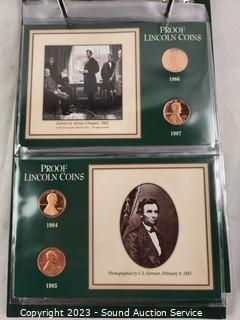 PROOF
LINCOLN COINS
1986
1987
PROOF
LINCOLN COINS
1984
1985
Photographed by C.S. German, February 9, 1861
Copyright 2023 - Sound Auction Service